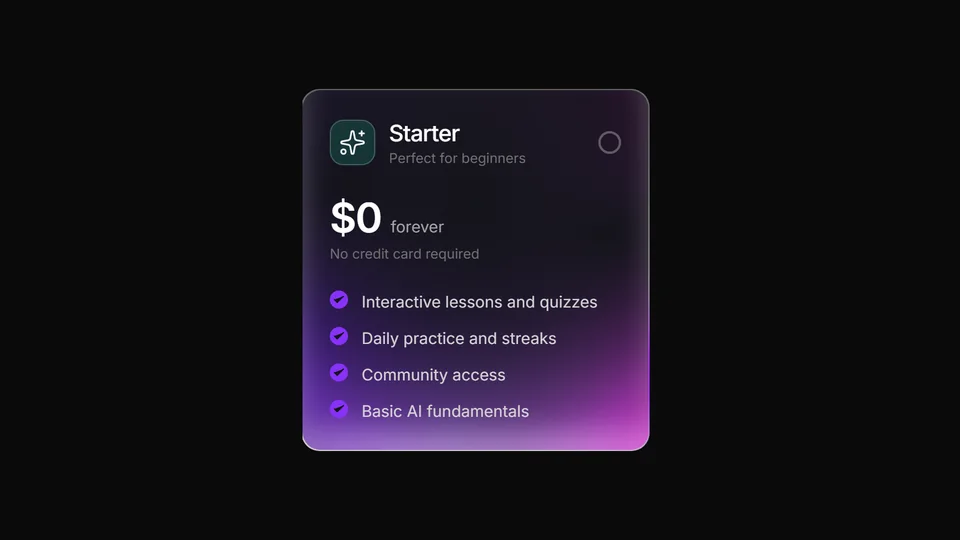 Starter
Perfect for beginners
$0 forever
No credit card required
Interactive lessons and quizzes
Daily practice and streaks
Community access
Basic AI fundamentals